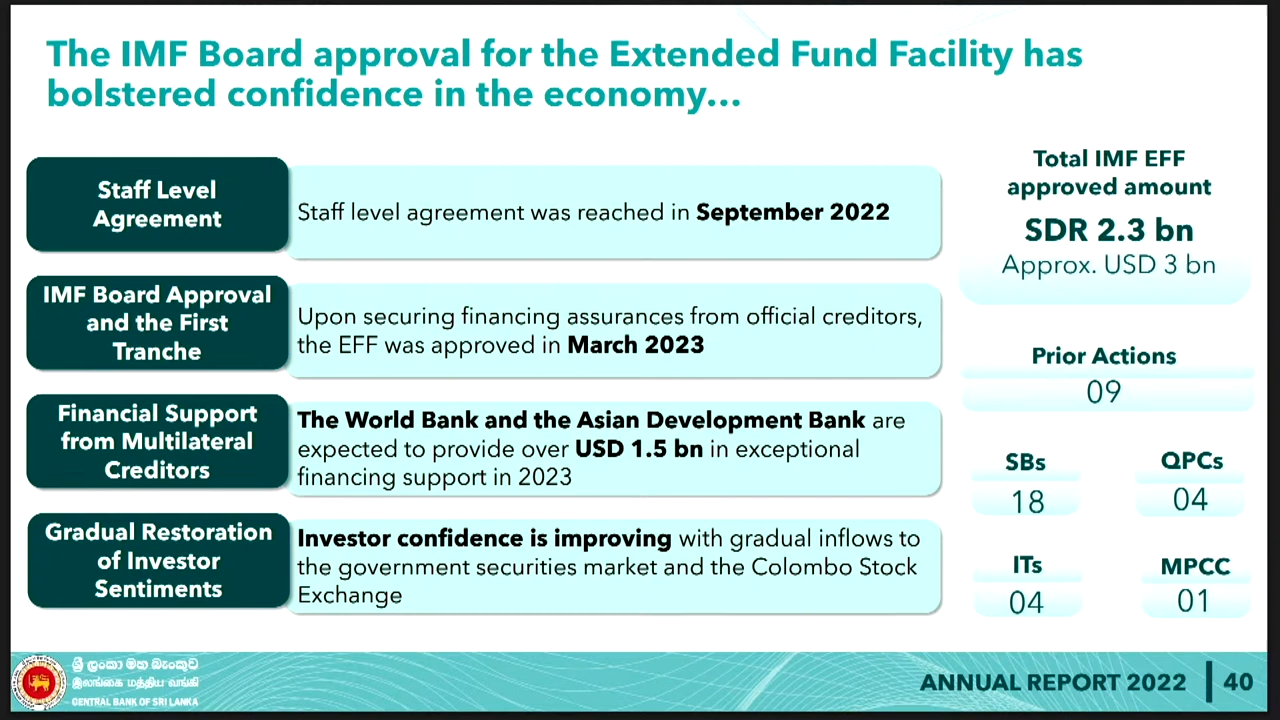 The IMF Board approval for the Extended Fund Facility has
bolstered confidence in the economy...
Staff Level
Agreement
Staff level agreement was reached in September 2022
IMF Board Approval
and the First
Tranche
Upon securing financing assurances from official creditors,
the EFF was approved in March 2023
Financial Support
from Multilateral
Creditors
The World Bank and the Asian Development Bank are
expected to provide over USD 1.5 bn in exceptional
financing support in 2023
Gradual Restoration
of Investor
Sentiments
Investor confidence is improving with gradual inflows to
the government securities market and the Colombo Stock
Exchange
Total IMF EFF
approved amount
SDR 2.3 bn
Approx. USD 3 bn
Prior Actions
09
SBs
18
QPCs
04
ITs
04
MPCC
01
ශ්‍රී ලංකා මහ බැංකුව
இலங்கை மத்திய வங்கி
CENTRAL BANK OF SRI LANKA
ANNUAL REPORT 2022 | 40